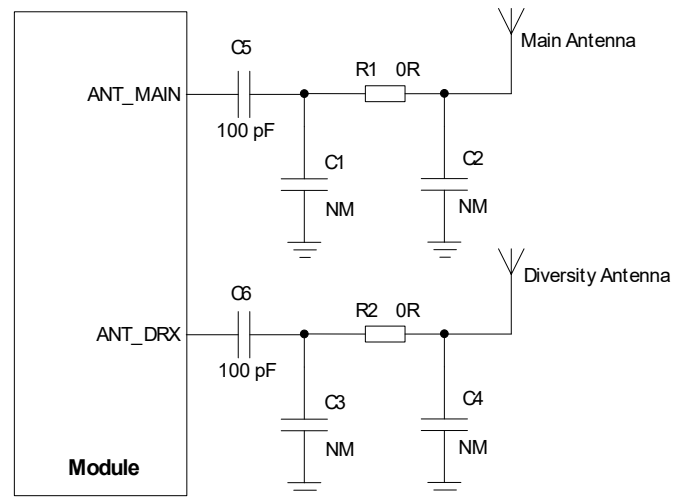 C5
Main Antenna
R1 0R
ANT_MAIN
100 pF
C1
C2
NM
NM
C6
Diversity Antenna
R2 0R
ANT_DRX
100 pF
C3
C4
NM
NM
Module